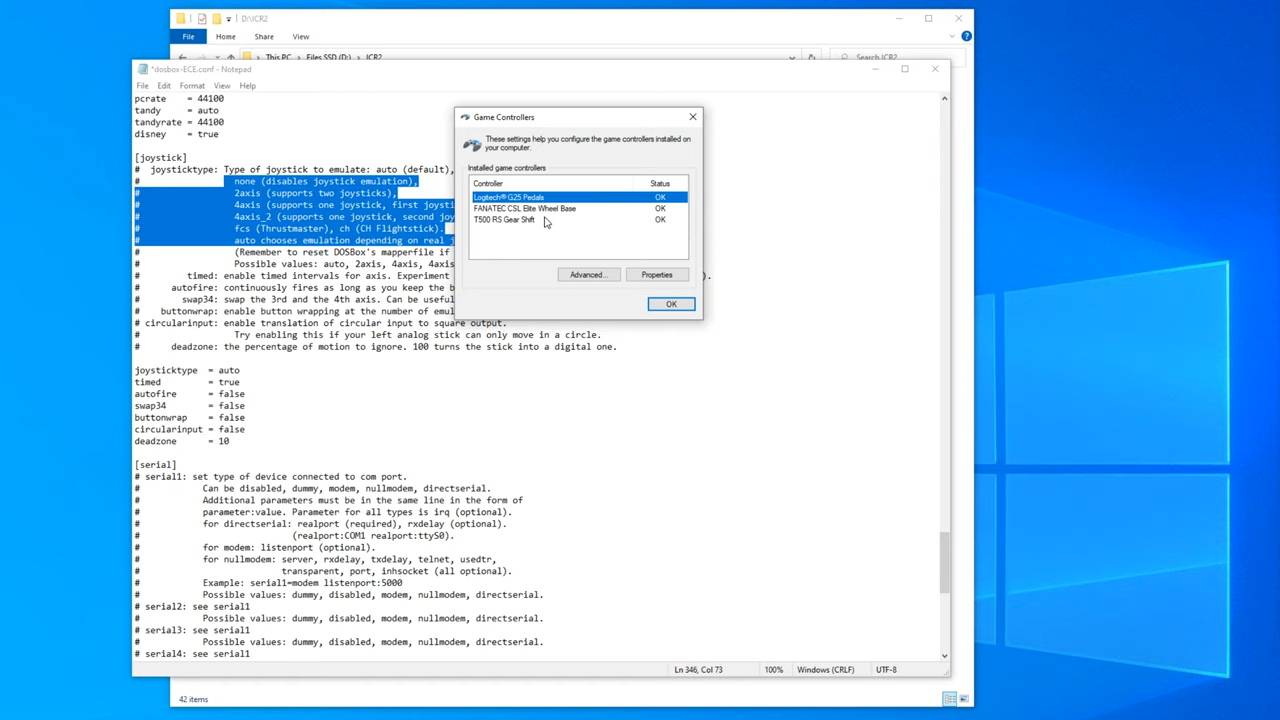 D:\ICR2
File Home Share View
This PC Files SSD (D:) ICR2 Search ICR2
*dosbox-ECE.conf - Notepad
File Edit Format View Help
pcrate = 44100
tandy = auto
tandyrate = 44100
disney = true
[joystick]
# joysticktype: Type of joystick to emulate: auto (default),
# none (disables joystick emulation),
# 2axis (supports two joysticks),
# 4axis (supports one joystick, first joysti
# 4axis_2 (supports one joystick, second joy
# fcs (Thrustmaster), ch (CH Flightstick).
# auto chooses emulation depending on real j
# (Remember to reset DOSBox's mapperfile if
# Possible values: auto, 2axis, 4axis, 4axis
# timed: enable timed intervals for axis. Experiment ).
# autofire: continuously fires as long as you keep the b
# swap34: swap the 3rd and the 4th axis. Can be usefu
# buttonwrap: enable button wrapping at the number of emul
# circularinput: enable translation of circular input to square output.
# Try enabling this if your left analog stick can only move in a circle.
# deadzone: the percentage of motion to ignore. 100 turns the stick into a digital one.
joysticktype = auto
timed = true
autofire = false
swap34 = false
buttonwrap = false
circularinput = false
deadzone = 10
[serial]
# serial1: set type of device connected to com port.
# Can be disabled, dummy, modem, nullmodem, directserial.
# Additional parameters must be in the same line in the form of
# parameter:value. Parameter for all types is irq (optional).
# for directserial: realport (required), rxdelay (optional).
# (realport:COM1 realport:ttyS0).
# for modem: listenport (optional).
# for nullmodem: server, rxdelay, txdelay, telnet, usedtr,
# transparent, port, inhsocket (all optional).
# Example: serial1=modem listenport:5000
# Possible values: dummy, disabled, modem, nullmodem, directserial.
# serial2: see serial1
# Possible values: dummy, disabled, modem, nullmodem, directserial.
# serial3: see serial1
# Possible values: dummy, disabled, modem, nullmodem, directserial.
# serial4: see serial1
Ln 346, Col 73 100% Windows (CRLF) UTF-8
42 items
Game Controllers
These settings help you configure the game controllers installed on
your computer.
Installed game controllers
Controller Status
Logitech® G25 Pedals OK
FANATEC CSL Elite Wheel Base OK
T500 RS Gear Shift OK
Advanced... Properties
OK